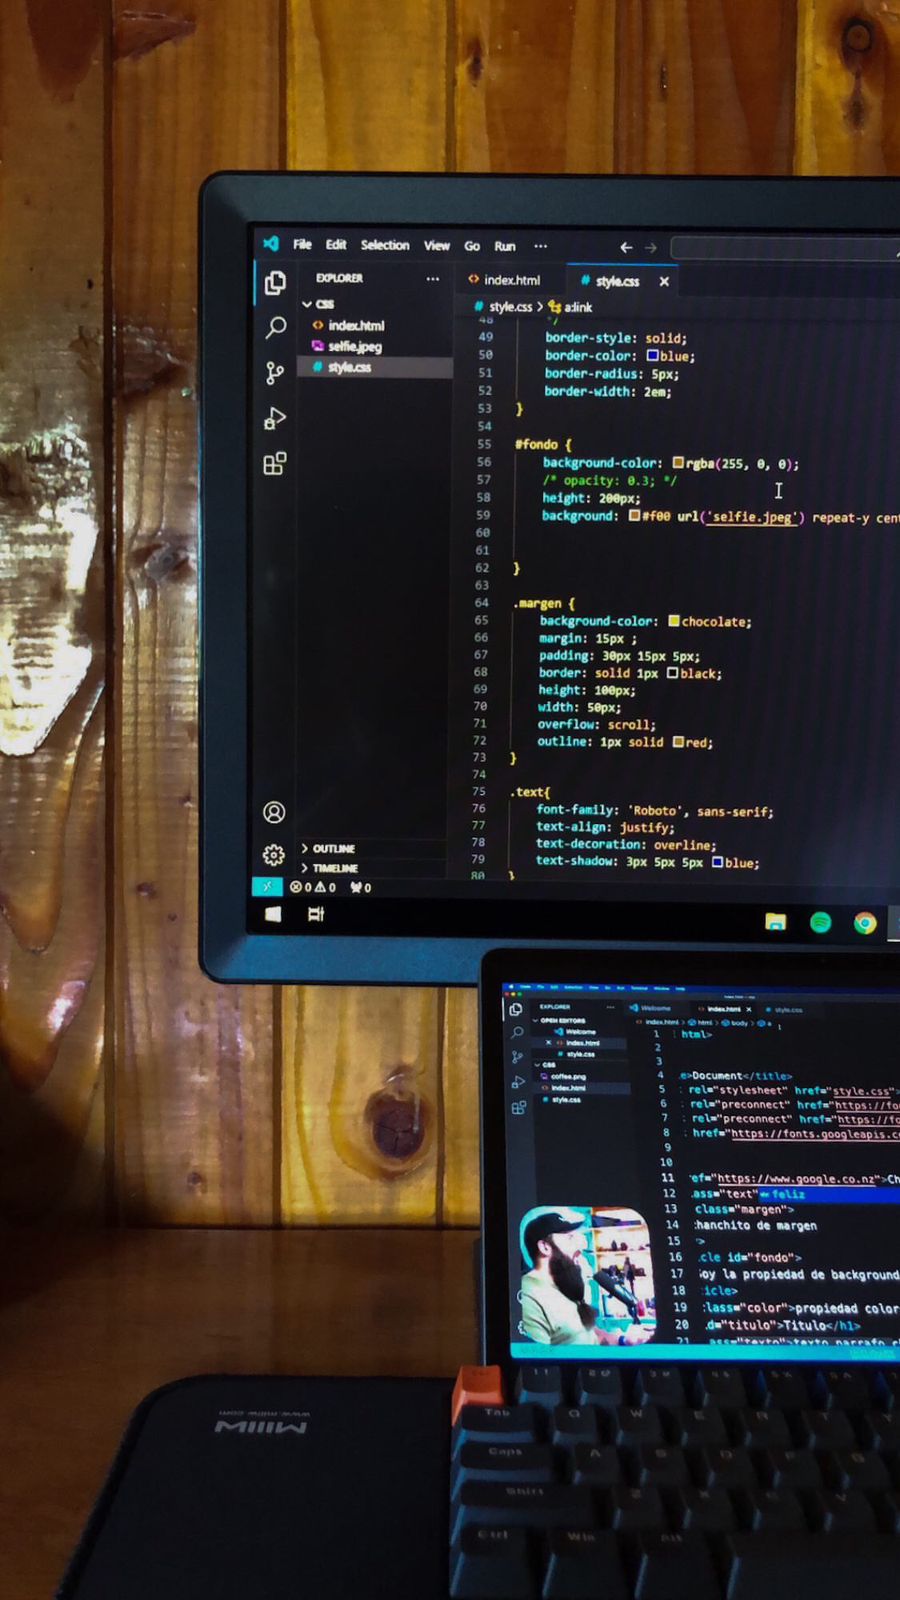 File Edit Selection View Go Run ...
EXPLORER ...
CSS
index.html
selfie.jpeg
style.css
OUTLINE
TIMELINE
0 0 0
index.html style.css
style.css > a:link
48 */
49 border-style: solid;
50 border-color: blue;
51 border-radius: 5px;
52 border-width: 2em;
53 }
54
55 #fondo {
56 background-color: rgba(255, 0, 0);
57 /* opacity: 0.3; */
58 height: 200px;
59 background: #f00 url('selfie.jpeg') repeat-y cent
60
61
62 }
63
64 .margen {
65 background-color: chocolate;
66 margin: 15px ;
67 padding: 30px 15px 5px;
68 border: solid 1px black;
69 height: 100px;
70 width: 50px;
71 overflow: scroll;
72 outline: 1px solid red;
73 }
74
75 .text{
76 font-family: 'Roboto', sans-serif;
77 text-align: justify;
78 text-decoration: overline;
79 text-shadow: 3px 5px 5px blue;
80 }
EXPLORER ...
OPEN EDITORS
Welcome
index.html
style.css
CSS
coffee.png
index.html
style.css
Welcome index.html style.css
index.html > html > body > a
1 html>
2
3
4 e>Document</title>
5 rel="stylesheet" href="style.css">
6 rel="preconnect" href="https://fo
7 rel="preconnect" href="https://fo
8 href="https://fonts.googleapis.c
9
10
11 ref="https://www.google.co.nz">Ch
12 ass="text" feliz
13 class="margen">
14 hanchito de margen
15 >
16 cle id="fondo">
17 oy la propiedad de background
18 icle>
19 lass="color">propiedad color
20 d="titulo">Titulo</h1>
21 ass="texto">texto parrafo
www.miiiw.com
MIIIW
Tab Q W E R T Y
Caps A S D F G
Shift Z X C V
Ctrl Win Alt